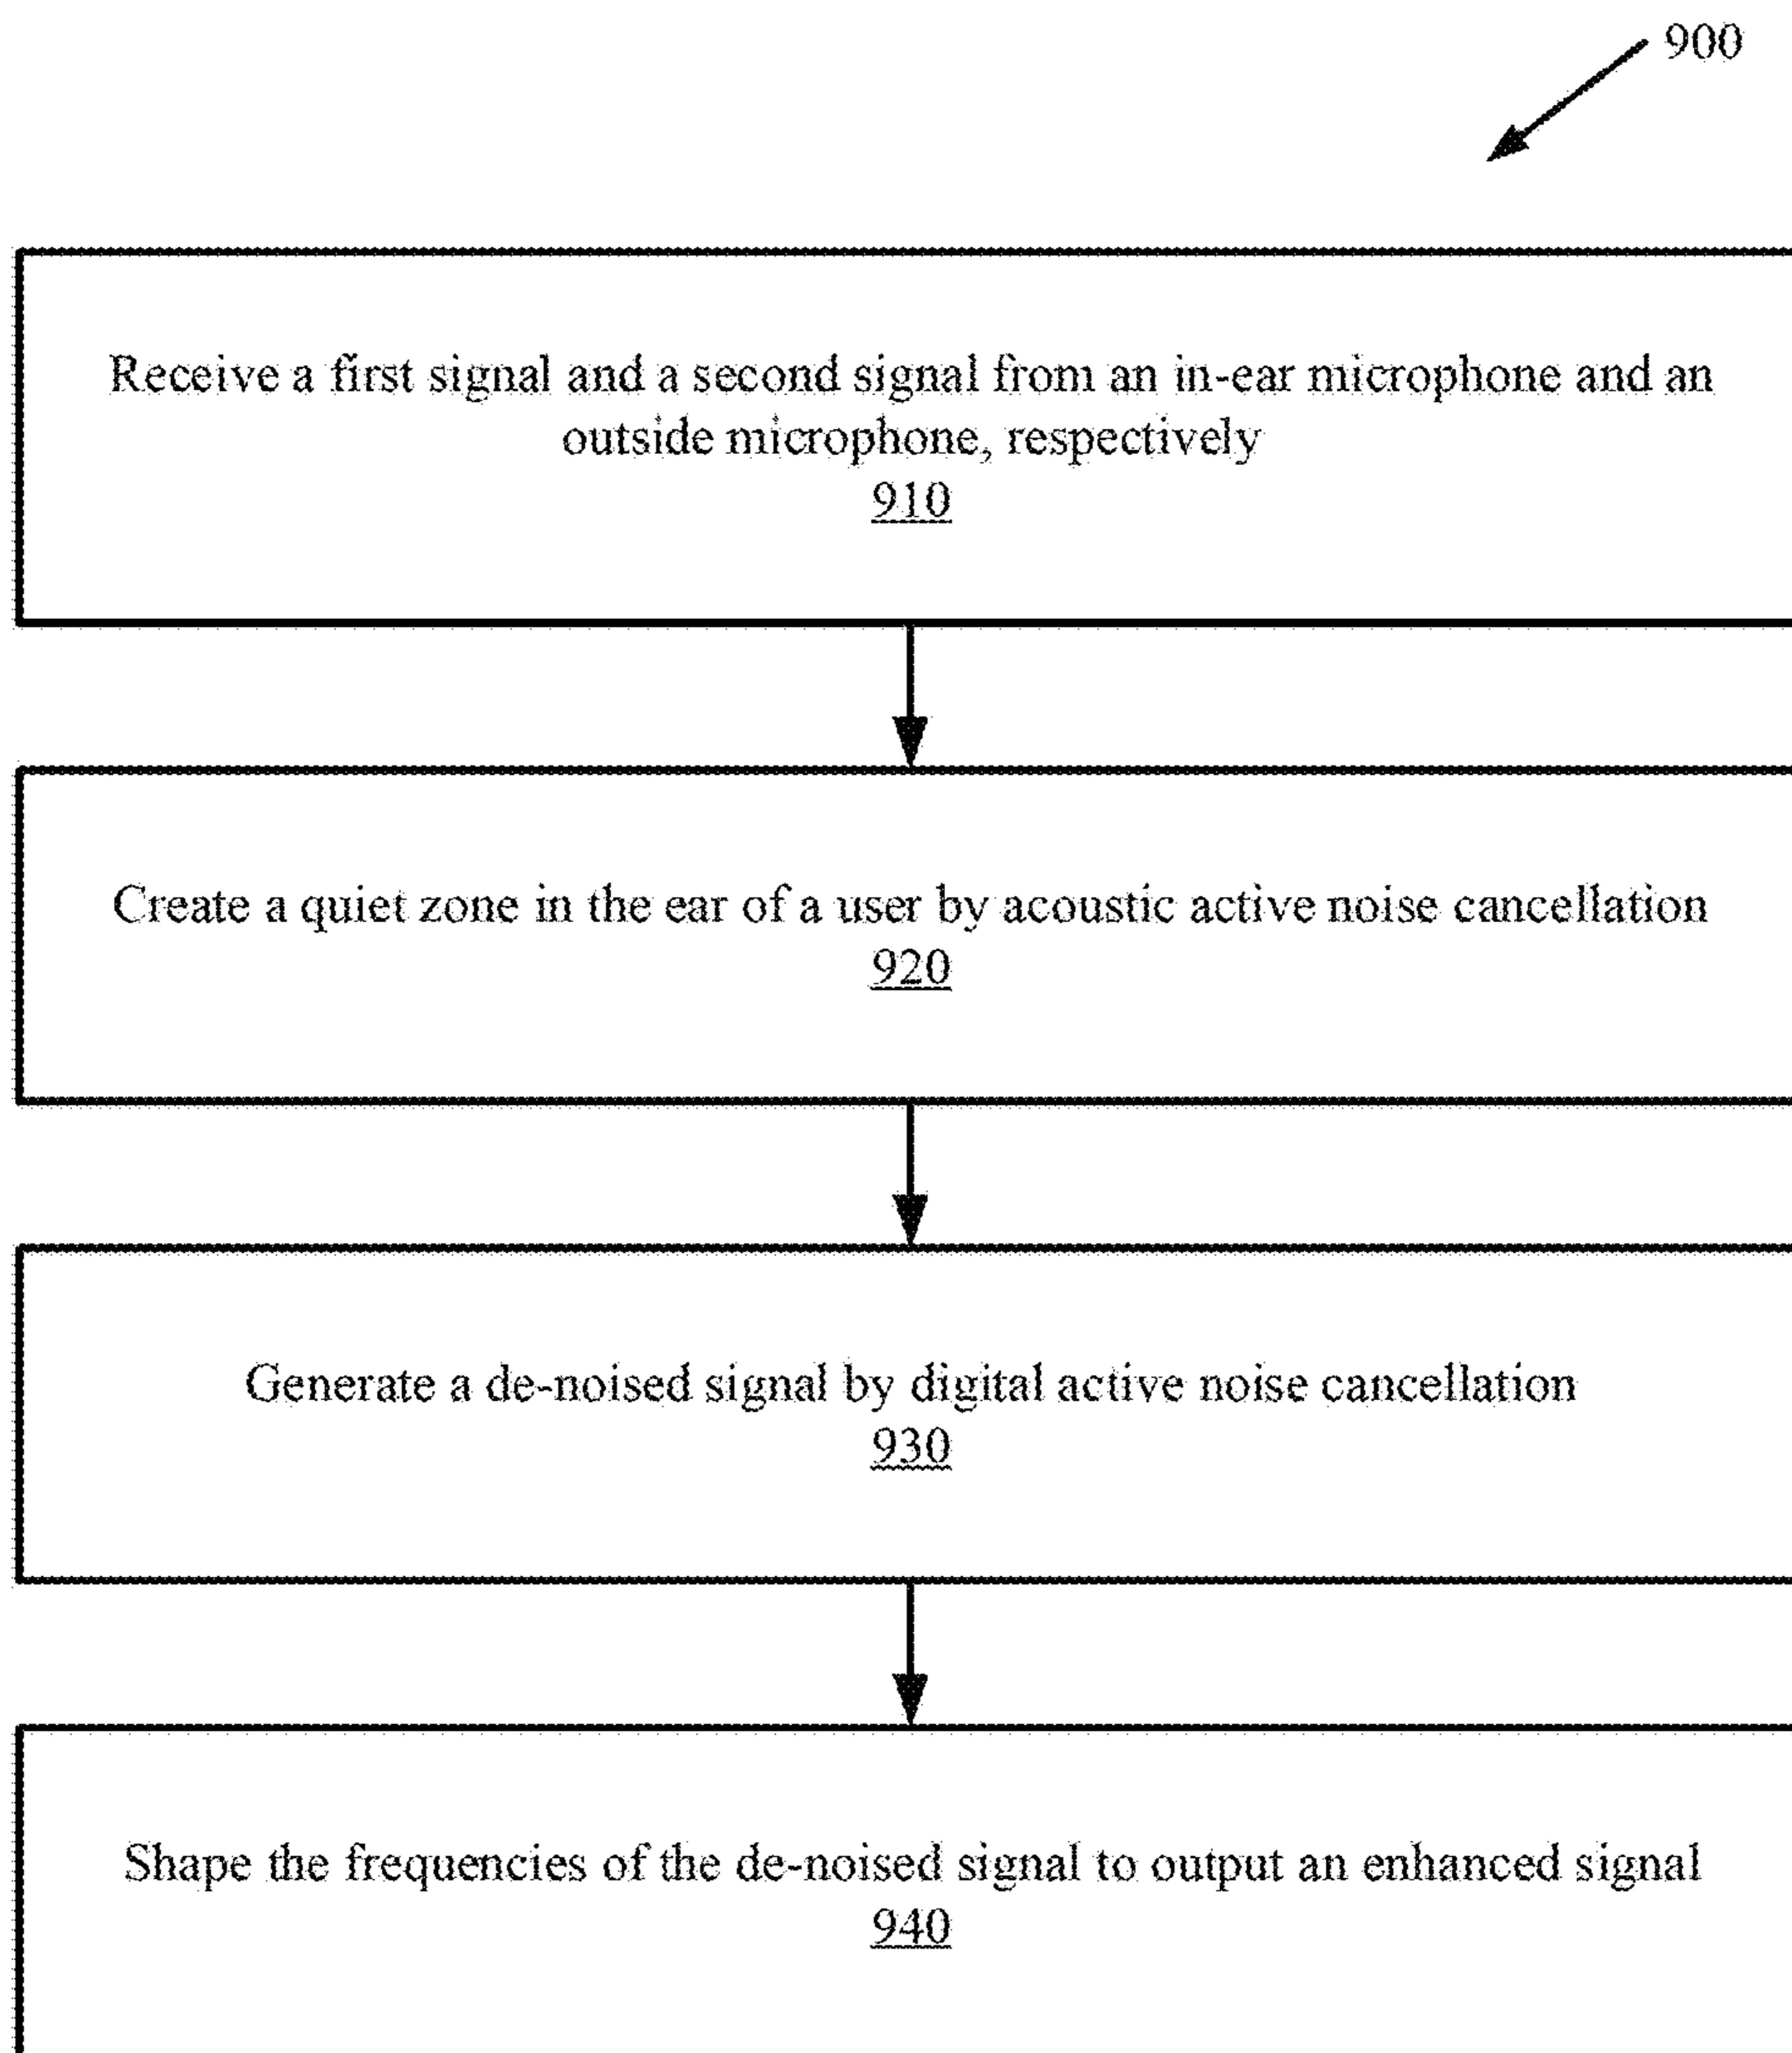 900
Receive a first signal and a second signal from an in-ear microphone and an
outside microphone, respectively
910
Create a quiet zone in the ear of a user by acoustic active noise cancellation
920
Generate a de-noised signal by digital active noise cancellation
930
Shape the frequencies of the de-noised signal to output an enhanced signal
940